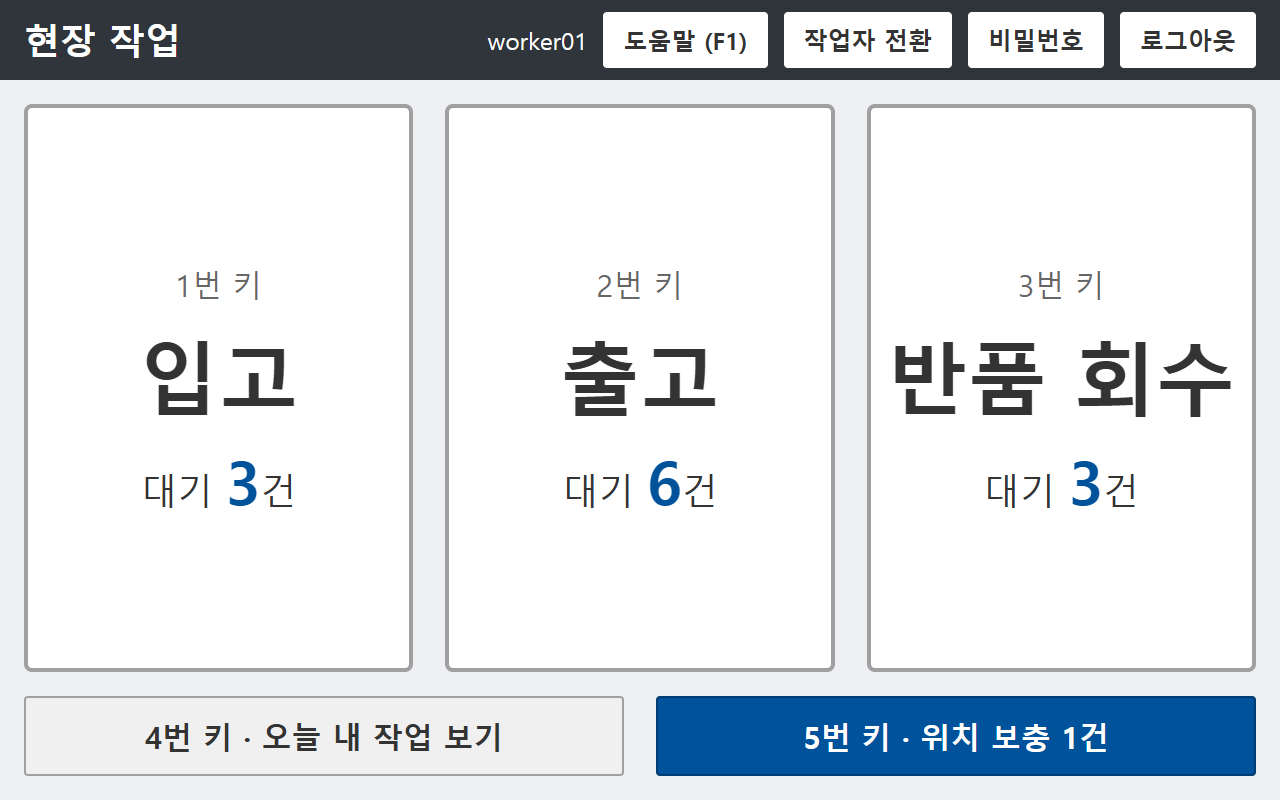 현장 작업
worker01
도움말 (F1)
작업자 전환
비밀번호
로그아웃
1번 키
입고
대기 3건
2번 키
출고
대기 6건
3번 키
반품 회수
대기 3건
4번 키 · 오늘 내 작업 보기
5번 키 · 위치 보충 1건